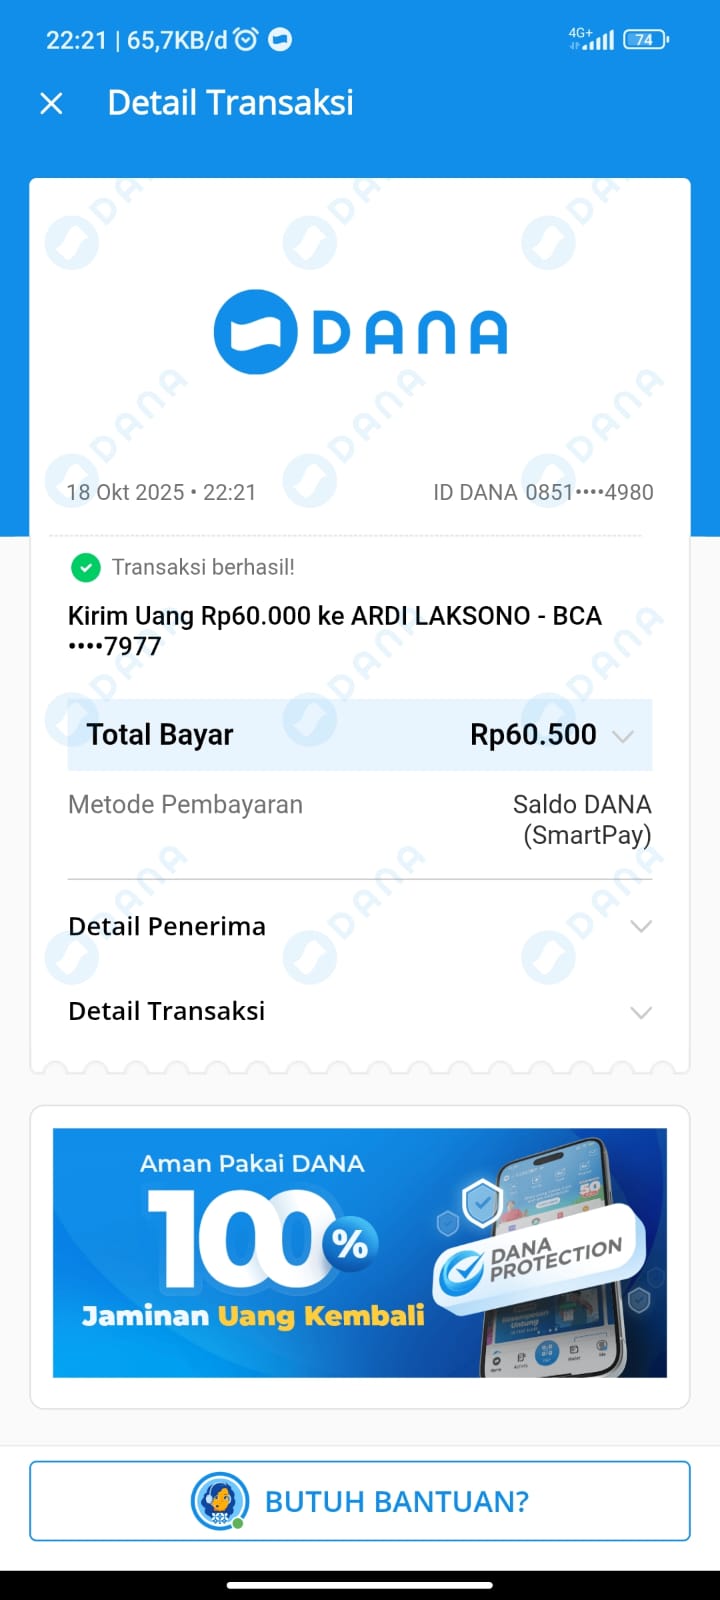 22:21 | 65,7KB/d
4G+
74
Detail Transaksi
DANA
18 Okt 2025 • 22:21
ID DANA 0851••••4980
Transaksi berhasil!
Kirim Uang Rp60.000 ke ARDI LAKSONO - BCA
••••7977
Total Bayar
Rp60.500
Metode Pembayaran
Saldo DANA
(SmartPay)
Detail Penerima
Detail Transaksi
Aman Pakai DANA
100%
Jaminan Uang Kembali
DANA
PROTECTION
BUTUH BANTUAN?